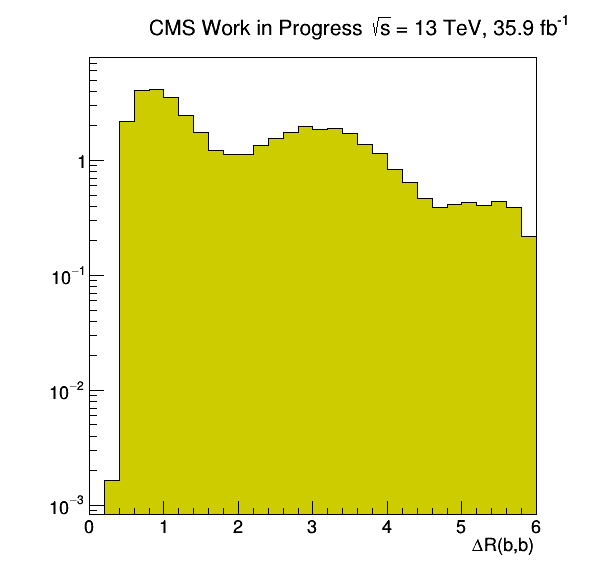 CMS Work in Progress √s = 13 TeV, 35.9 fb⁻¹
1
10⁻¹
10⁻²
10⁻³
0 1 2 3 4 5 6
ΔR(b,b)